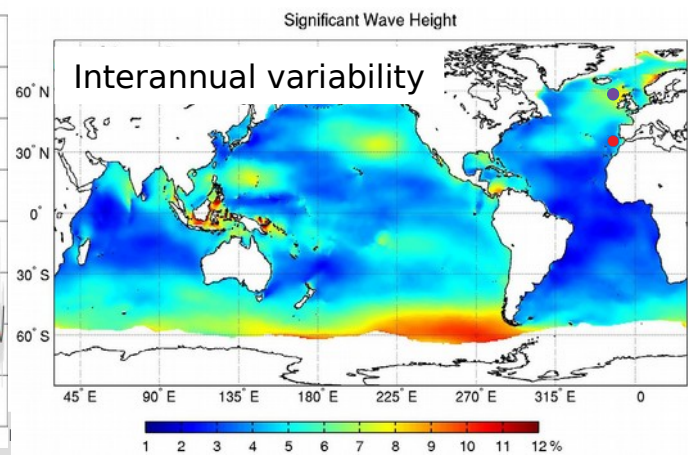 Significant Wave Height
Interannual variability
60° N
30° N
0°
30° S
60° S
45° E 90° E 135° E 180° E 225° E 270° E 315° E 0
1 2 3 4 5 6 7 8 9 10 11 12 %